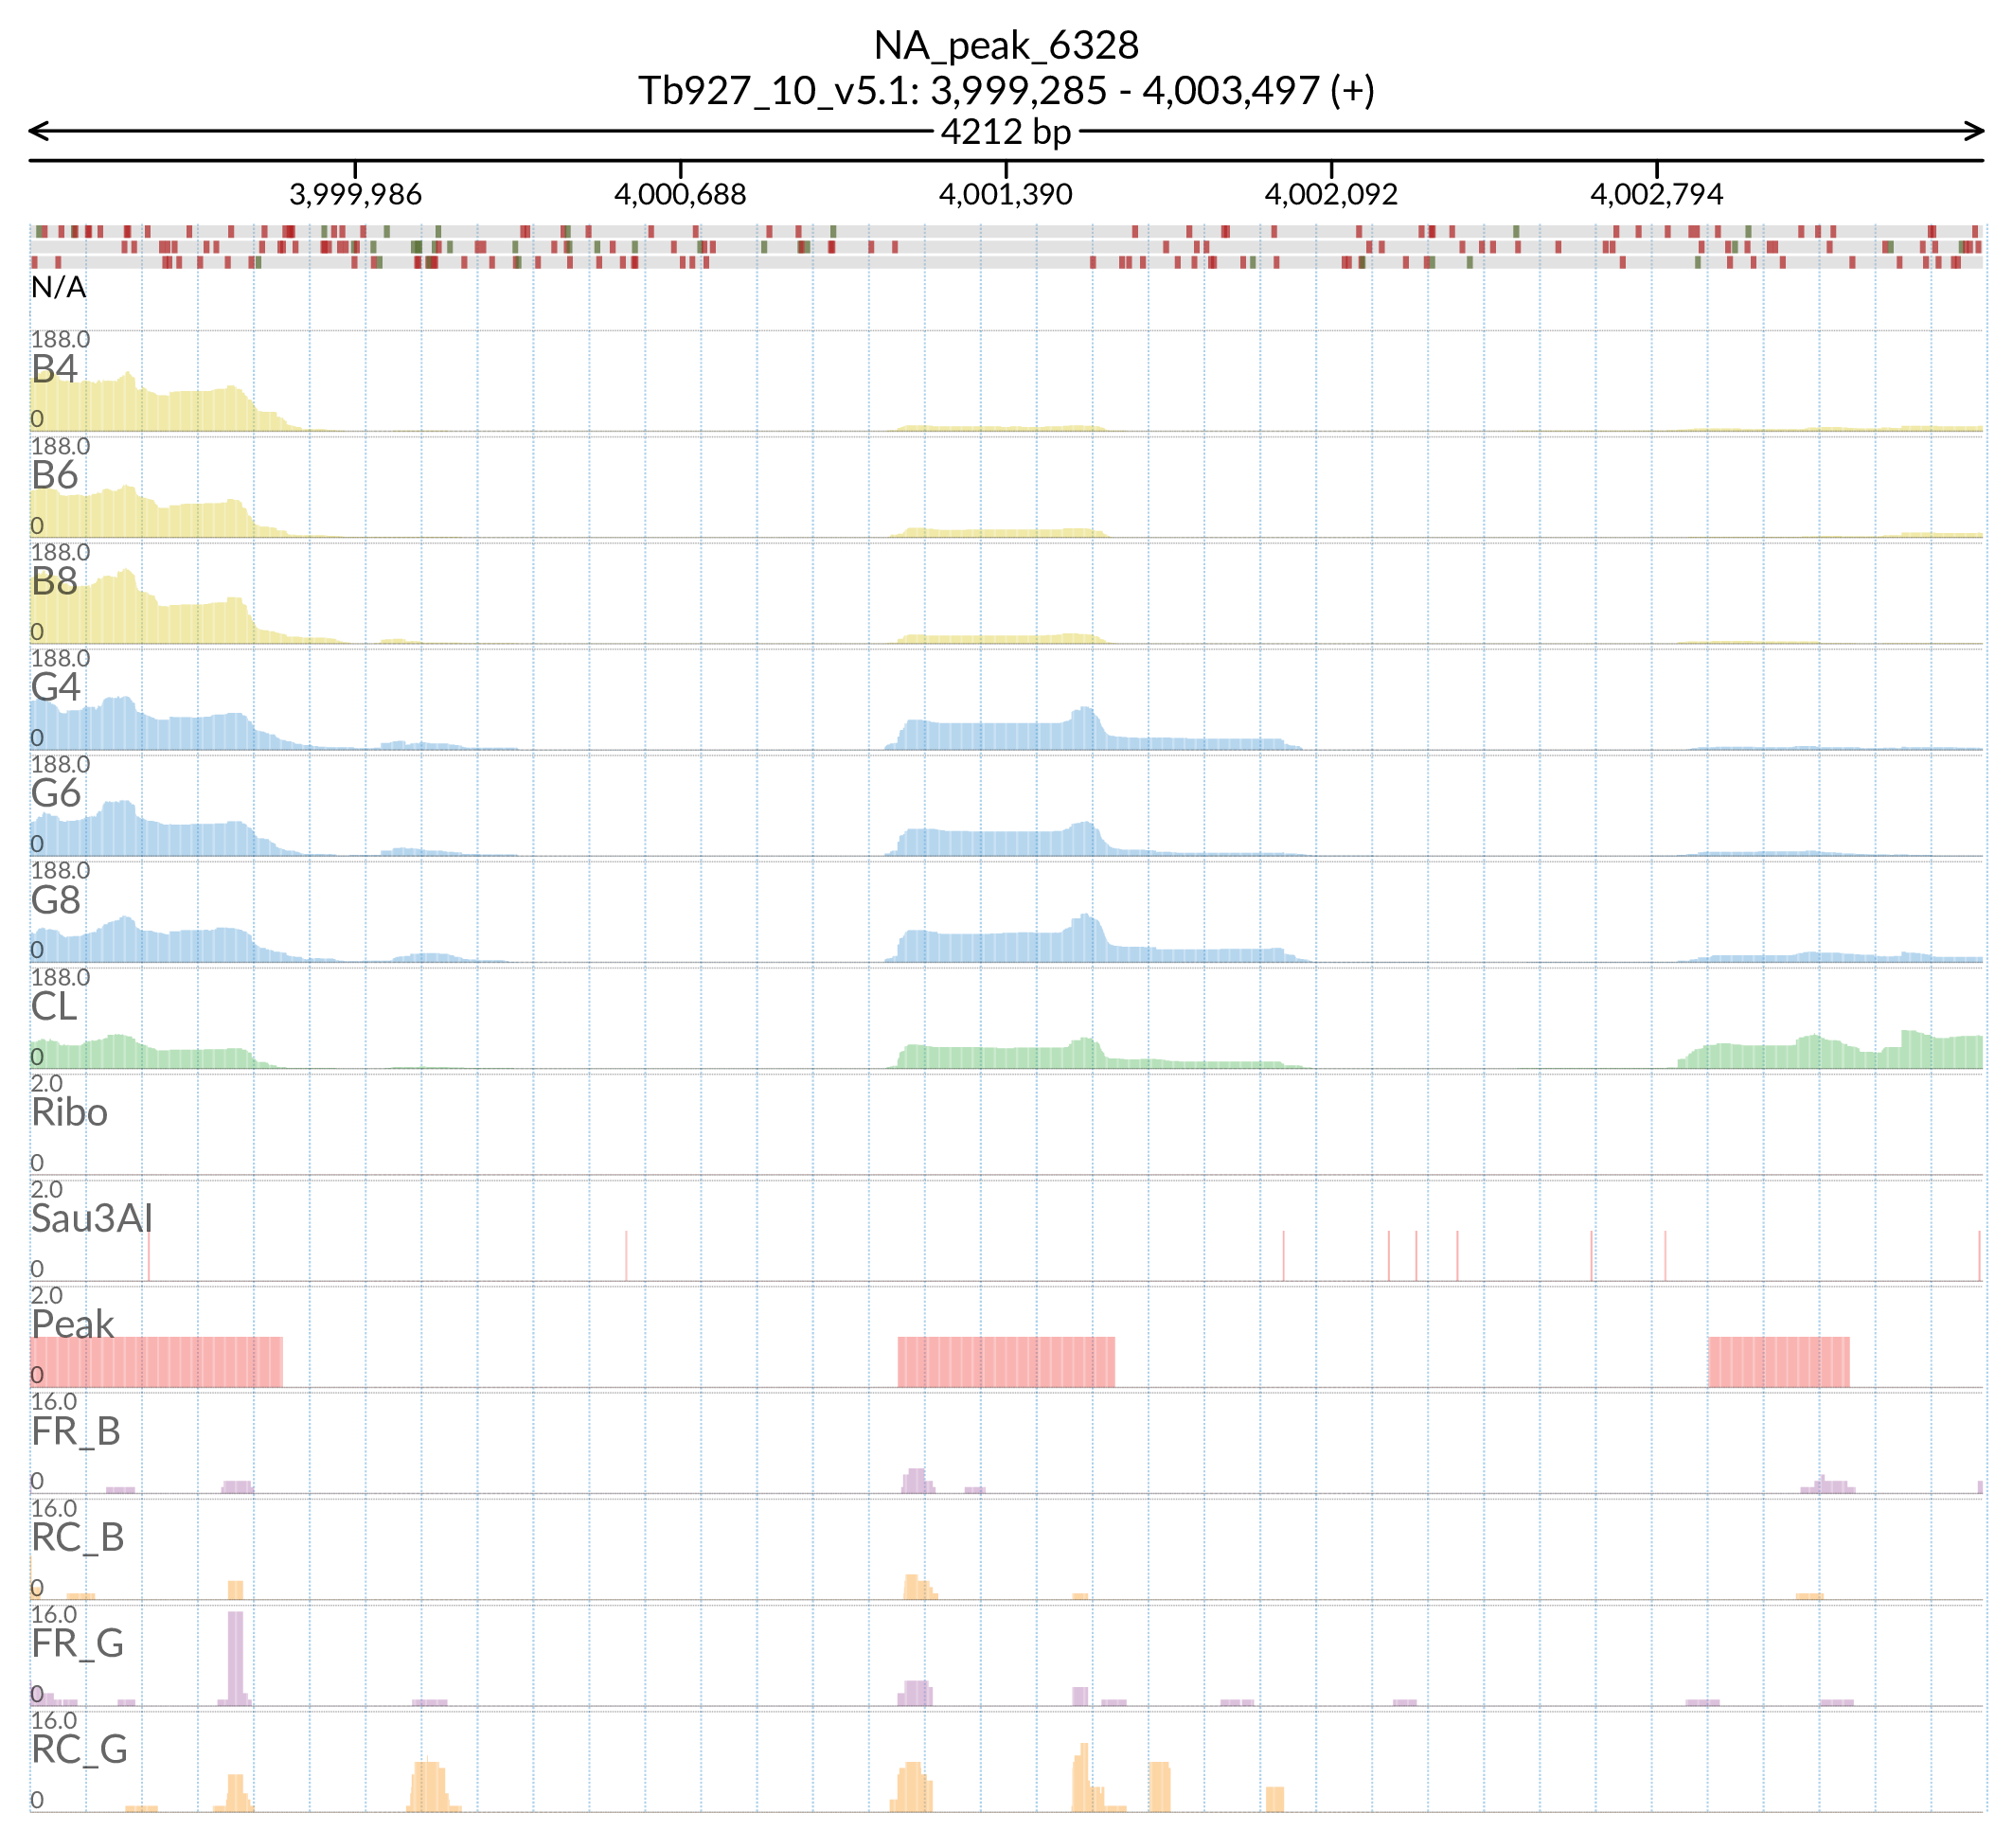 NA_peak_6328
Tb927_10_v5.1: 3,999,285 - 4,003,497 (+)
4212 bp
3,999,986 4,000,688 4,001,390 4,002,092 4,002,794
N/A
188.0
B4
0
188.0
B6
0
188.0
B8
0
188.0
G4
0
188.0
G6
0
188.0
G8
0
188.0
CL
0
2.0
Ribo
0
2.0
Sau3AI
0
2.0
Peak
0
16.0
FR_B
0
16.0
RC_B
0
16.0
FR_G
0
16.0
RC_G
0